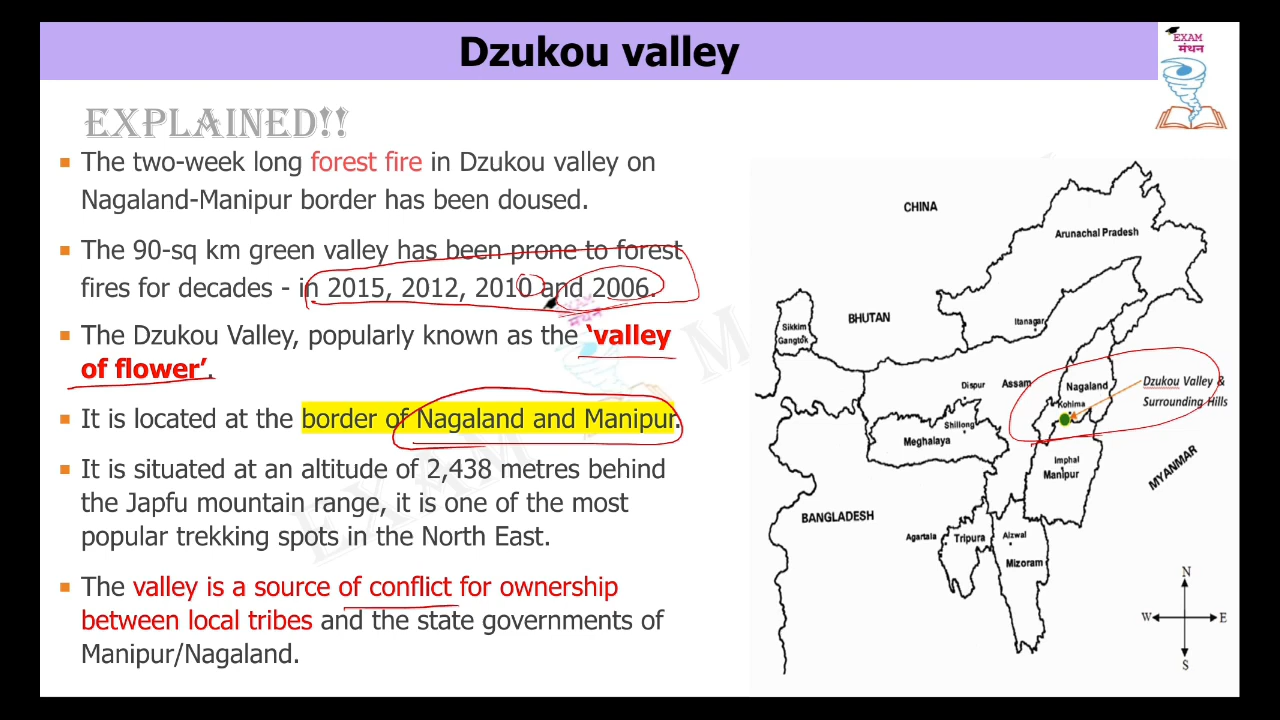 Dzukou valley
EXAM
मंथन
EXPLAINED!!
The two-week long forest fire in Dzukou valley on
Nagaland-Manipur border has been doused.
The 90-sq km green valley has been prone to forest
fires for decades - in 2015, 2012, 2010 and 2006.
The Dzukou Valley, popularly known as the ‘valley
of flower’.
It is located at the border of Nagaland and Manipur.
It is situated at an altitude of 2,438 metres behind
the Japfu mountain range, it is one of the most
popular trekking spots in the North East.
The valley is a source of conflict for ownership
between local tribes and the state governments of
Manipur/Nagaland.
CHINA
Arunachal Pradesh
BHUTAN
Itanagar
Sikkim
Gangtok
Dispur
Assam
Nagaland
Dzukou Valley &
Surrounding Hills
Kohima
Shillong
Meghalaya
Imphal
Manipur
MYANMAR
BANGLADESH
Agartala
Tripura
Aizwal
Mizoram
N
W
E
S
EXAM
मंथन